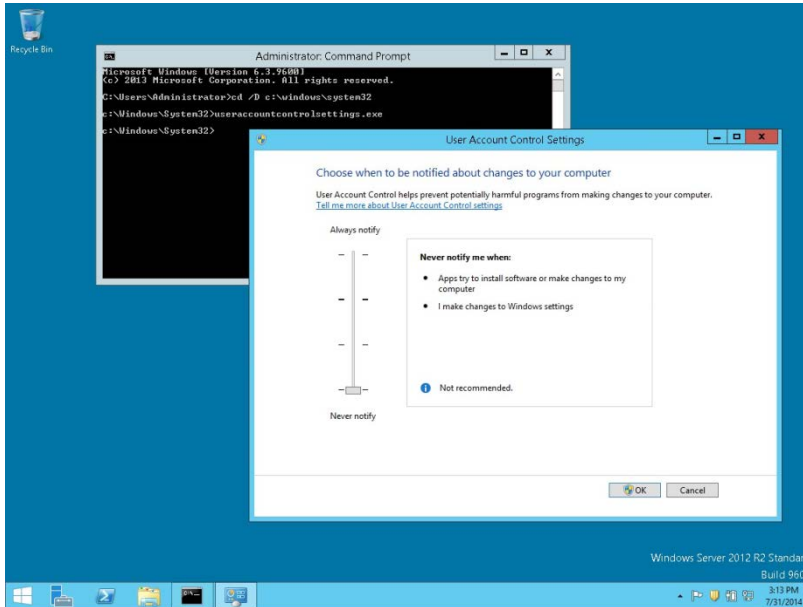 Recycle Bin
Administrator: Command Prompt
Microsoft Windows [Version 6.3.9600]
(c) 2013 Microsoft Corporation. All rights reserved.
C:\Users\Administrator>cd /D c:\windows\system32
c:\Windows\System32>useraccountcontrolsettings.exe
c:\Windows\System32>
User Account Control Settings
Choose when to be notified about changes to your computer
User Account Control helps prevent potentially harmful programs from making changes to your computer.
Tell me more about User Account Control settings
Always notify
Never notify me when:
• Apps try to install software or make changes to my
computer
• I make changes to Windows settings
Not recommended.
Never notify
OK Cancel
Windows Server 2012 R2 Standar
Build 960
3:13 PM
7/31/2014